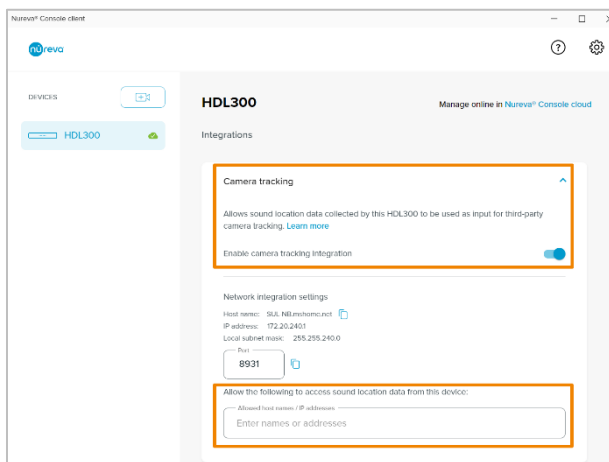 Nureva® Console client
nureva
DEVICES
HDL300
HDL300
Manage online in Nureva® Console cloud
Integrations
Camera tracking
Allows sound location data collected by this HDL300 to be used as input for third-party
camera tracking. Learn more
Enable camera tracking integration
Network integration settings
Host name: SUL NB.mshome.net
IP address: 172.20.240.1
Local subnet mask: 255.255.240.0
Port
8931
Allow the following to access sound location data from this device:
Allowed host names / IP addresses
Enter names or addresses